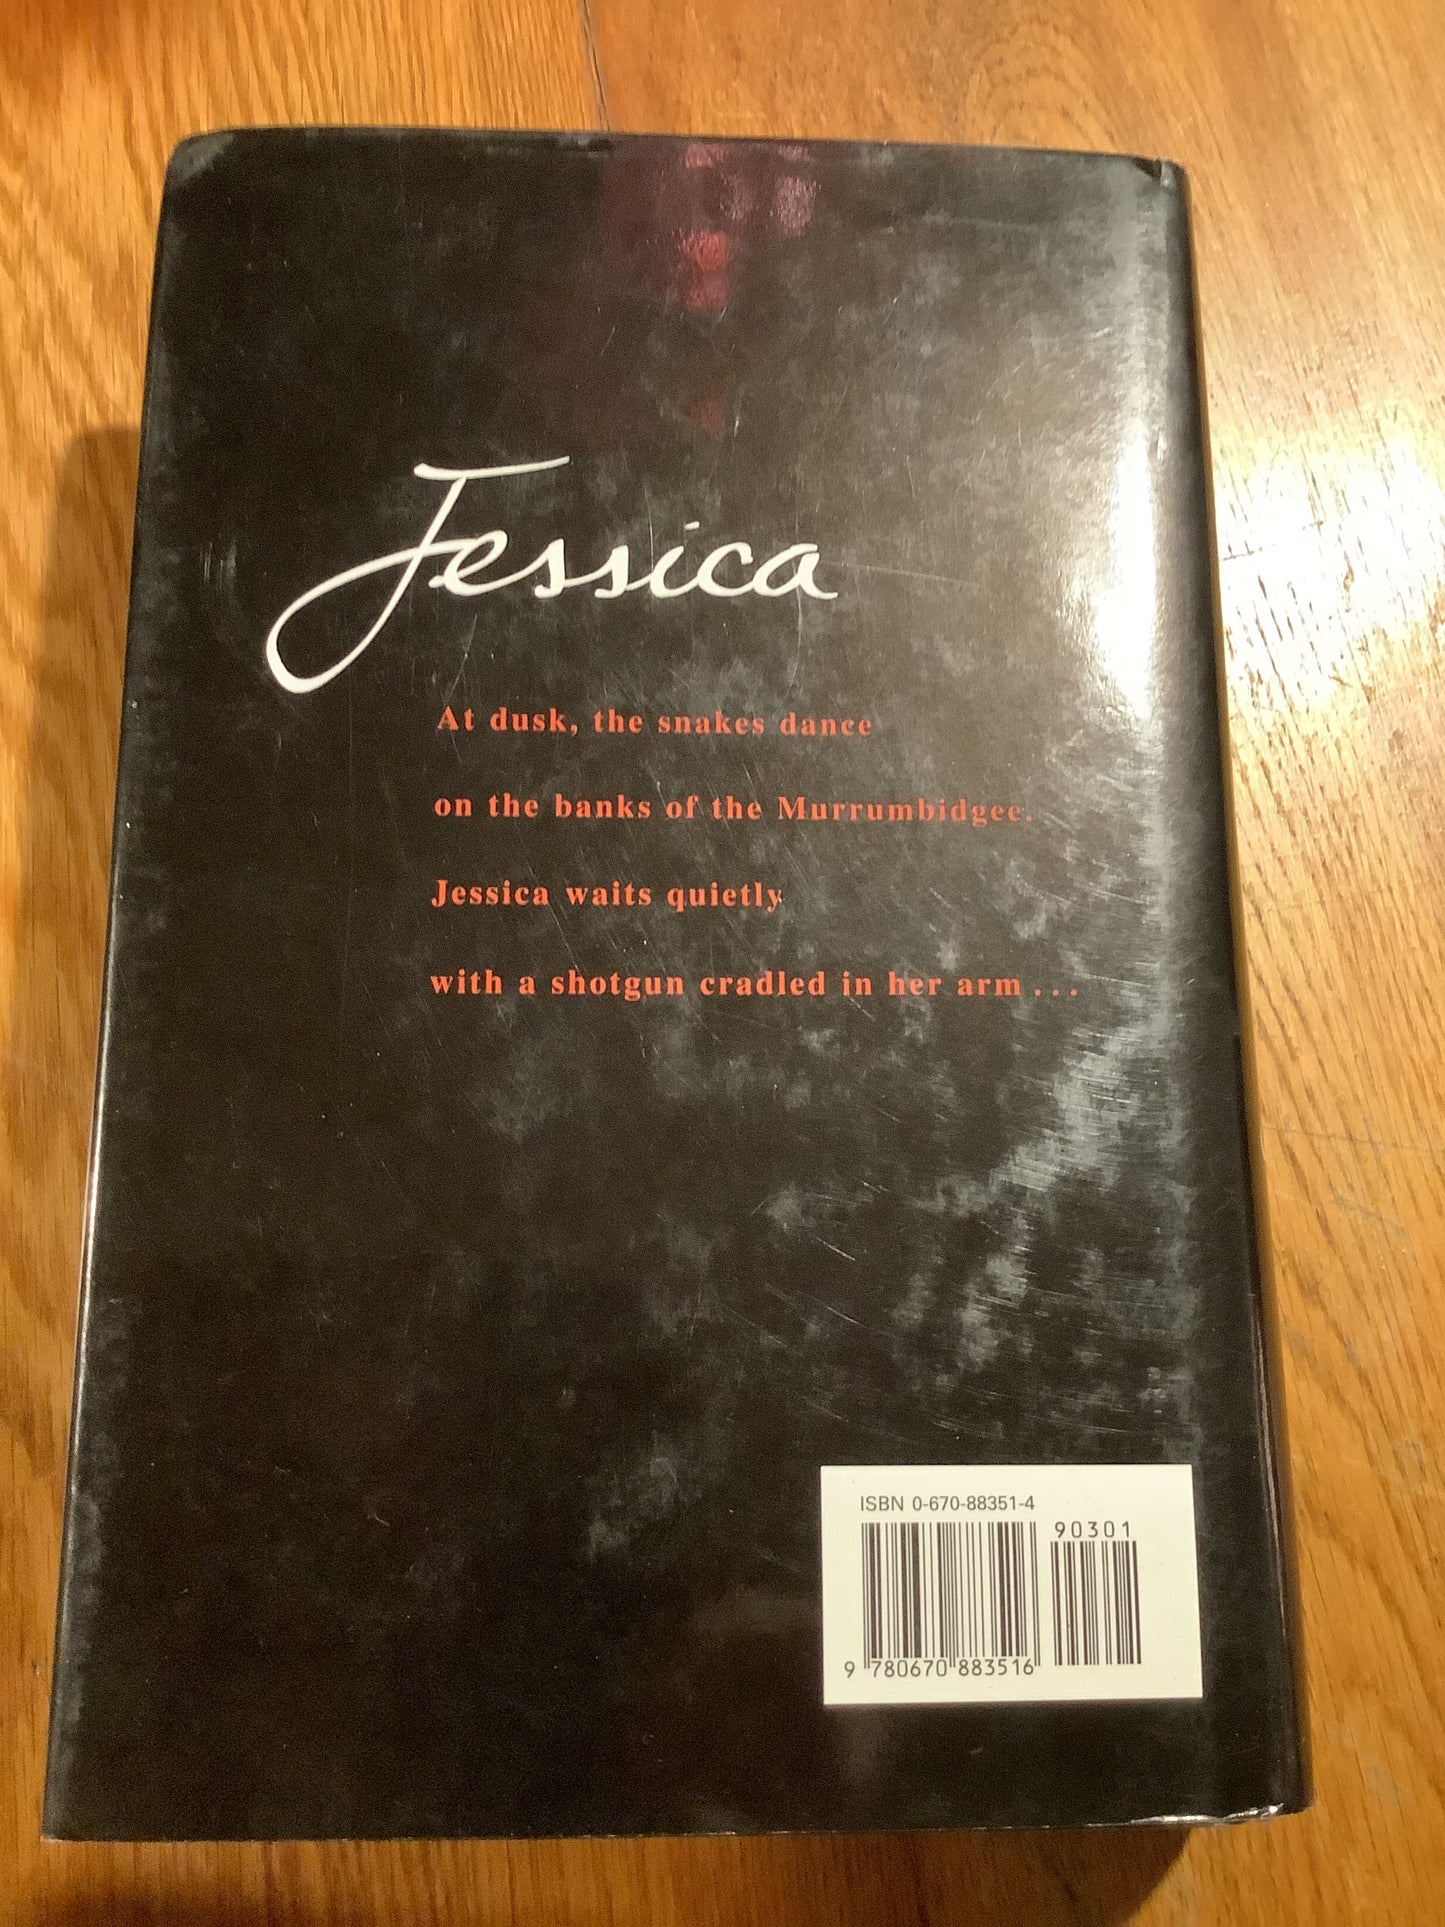 Jessica
At dusk, the snakes dance
on the banks of the Murrumbidgee.
Jessica waits quietly
with a shotgun cradled in her arm . . .
ISBN 0-670-88351-4
90301
9 780670 883516